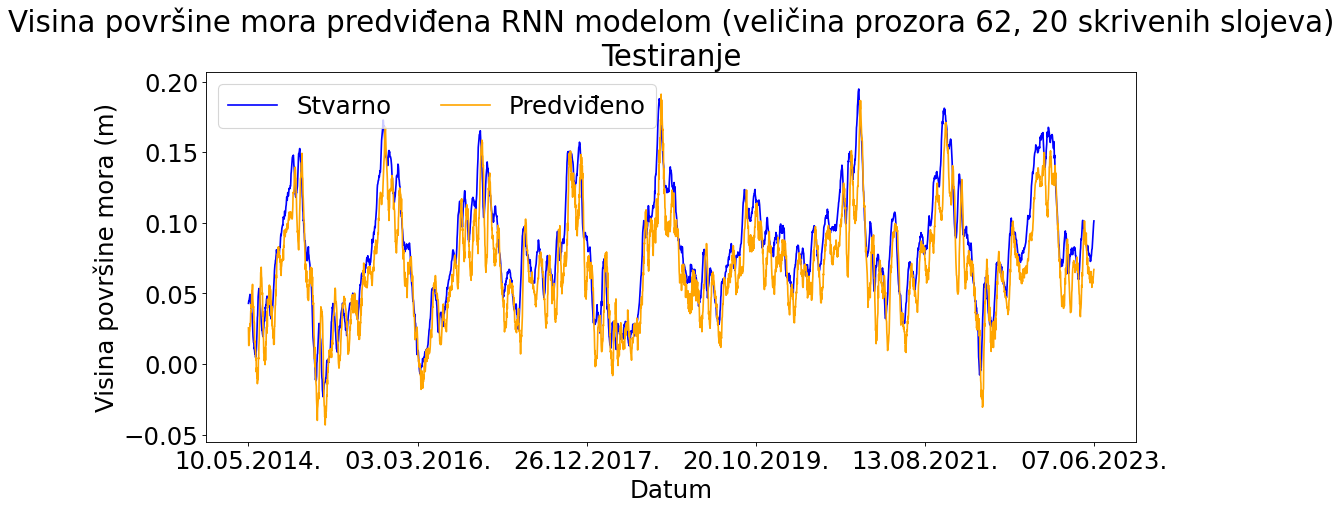 Visina površine mora predviđena RNN modelom (veličina prozora 62, 20 skrivenih slojeva)
Testiranje
Stvarno Predviđeno
Visina površine mora (m)
0.20
0.15
0.10
0.05
0.00
−0.05
10.05.2014. 03.03.2016. 26.12.2017. 20.10.2019. 13.08.2021. 07.06.2023.
Datum